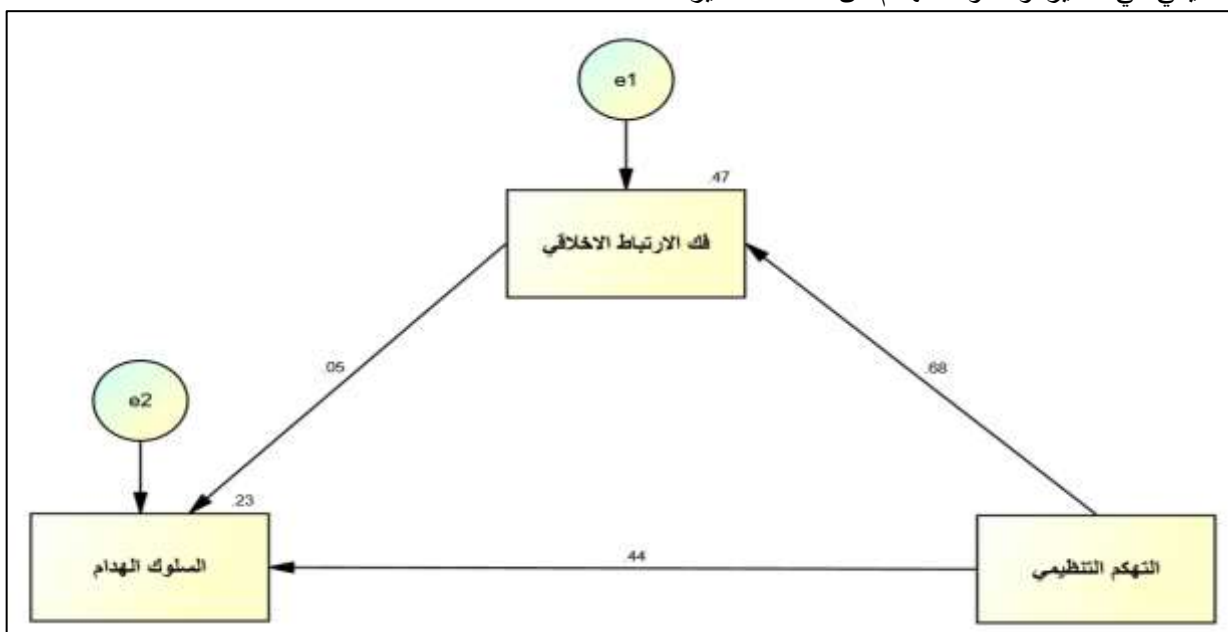 e1
.47
فك الارتباط الاخلاقي
.05
.68
e2
.23
السلوك الهدام
.44
التهكم التنظيمي